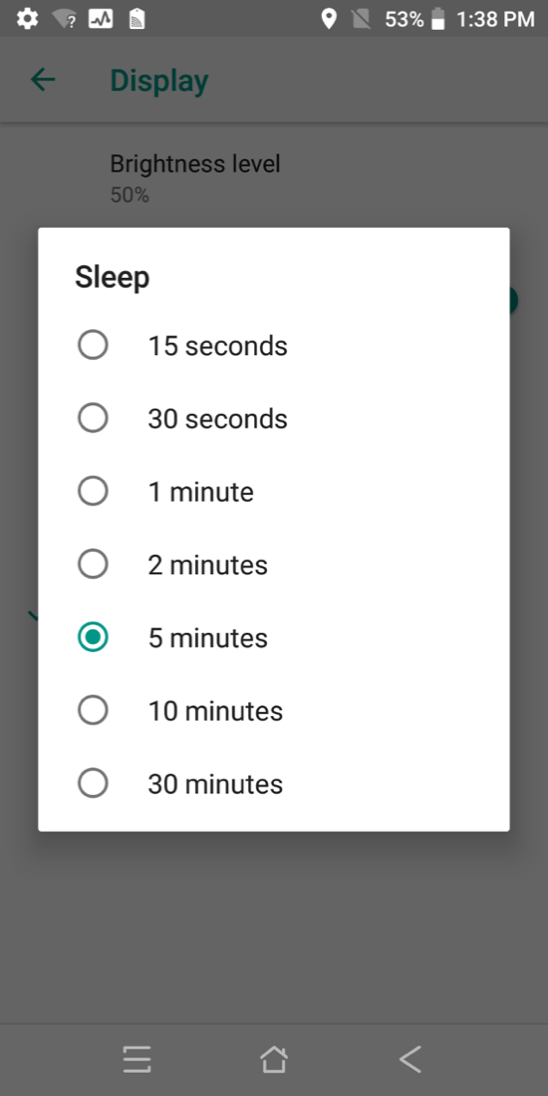 53% 1:38 PM
Display
Brightness level
50%
Sleep
15 seconds
30 seconds
1 minute
2 minutes
5 minutes
10 minutes
30 minutes